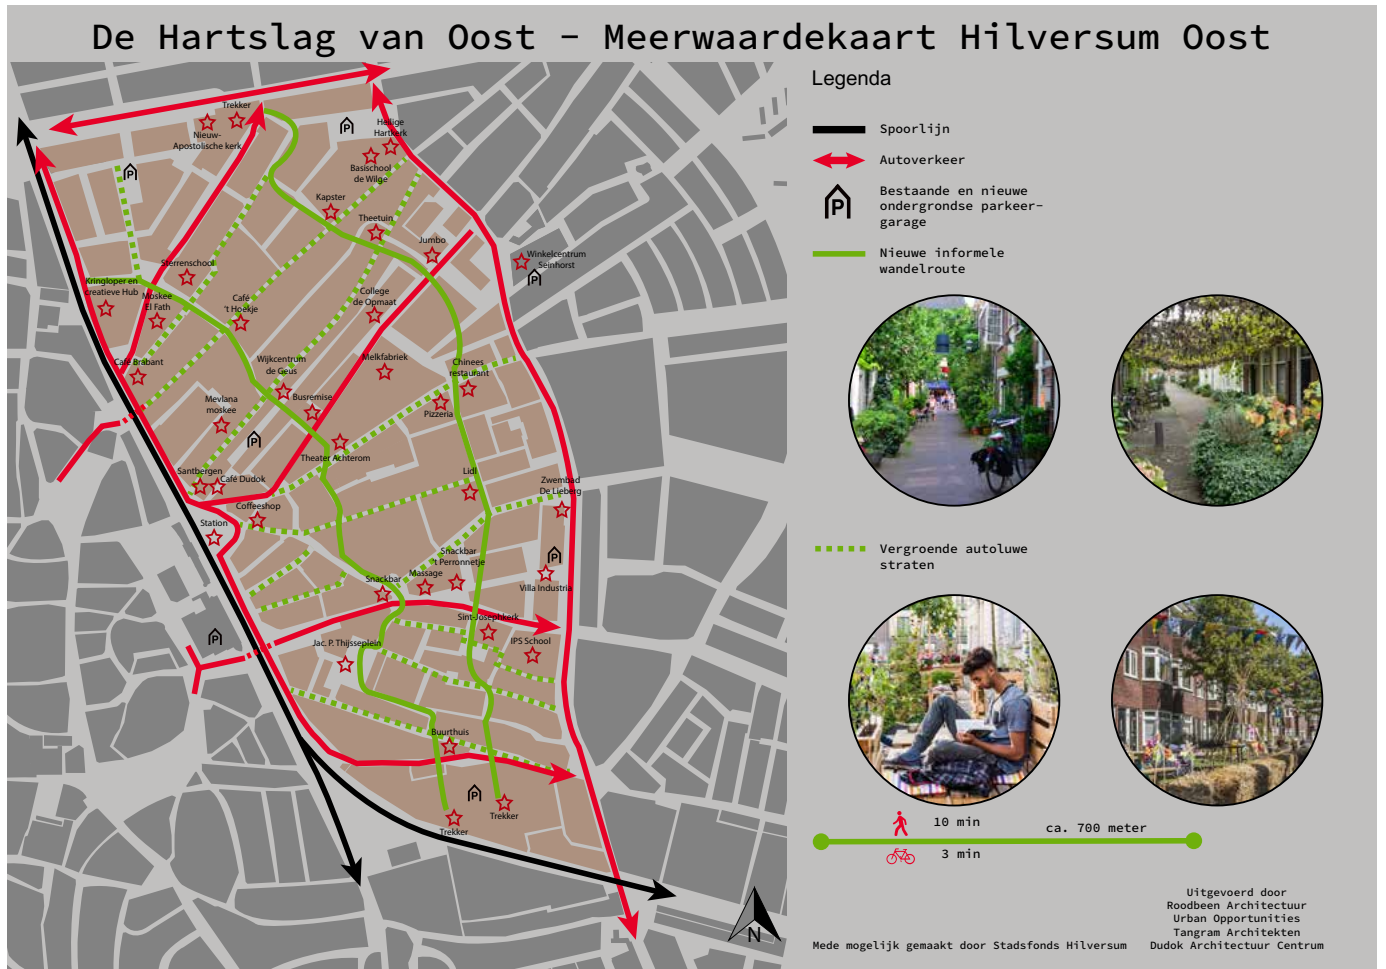 De Hartslag van Oost – Meerwaardekaart Hilversum Oost
Legenda
Spoorlijn
Autoverkeer
P
Bestaande en nieuwe
ondergrondse parkeer-
garage
Nieuwe informele
wandelroute
Vergroende autoluwe
straten
10 min
ca. 700 meter
3 min
Uitgevoerd door
Roodbeen Architectuur
Urban Opportunities
Tangram Architekten
Dudok Architectuur Centrum
Mede mogelijk gemaakt door Stadsfonds Hilversum
Trekker
Nieuw-
Apostolische kerk
P
Heilige
Hartkerk
Basischool
de Wilge
P
Kapster
Theetuin
Jumbo
Winkelcentrum
Seinhorst
P
Sterrenschool
Kringloper en
creatieve Hub
Moskee
El Fath
Café
't Hoekje
College
de Opmaat
Café Brabant
Wijkcentrum
de Geus
Melkfabriek
Chinees
restaurant
Mevlana
moskee
Busremise
Pizzeria
P
Theater Achterom
Santbergen
Café Dudok
Lidl
Zwembad
De Lieberg
Coffeeshop
Station
Snackbar
't Perronnetje
P
Snackbar
Massage
Villa Industria
P
Sint-Josephkerk
Jac. P. Thijsseplein
IPS School
Buurthuis
P
Trekker
Trekker
N